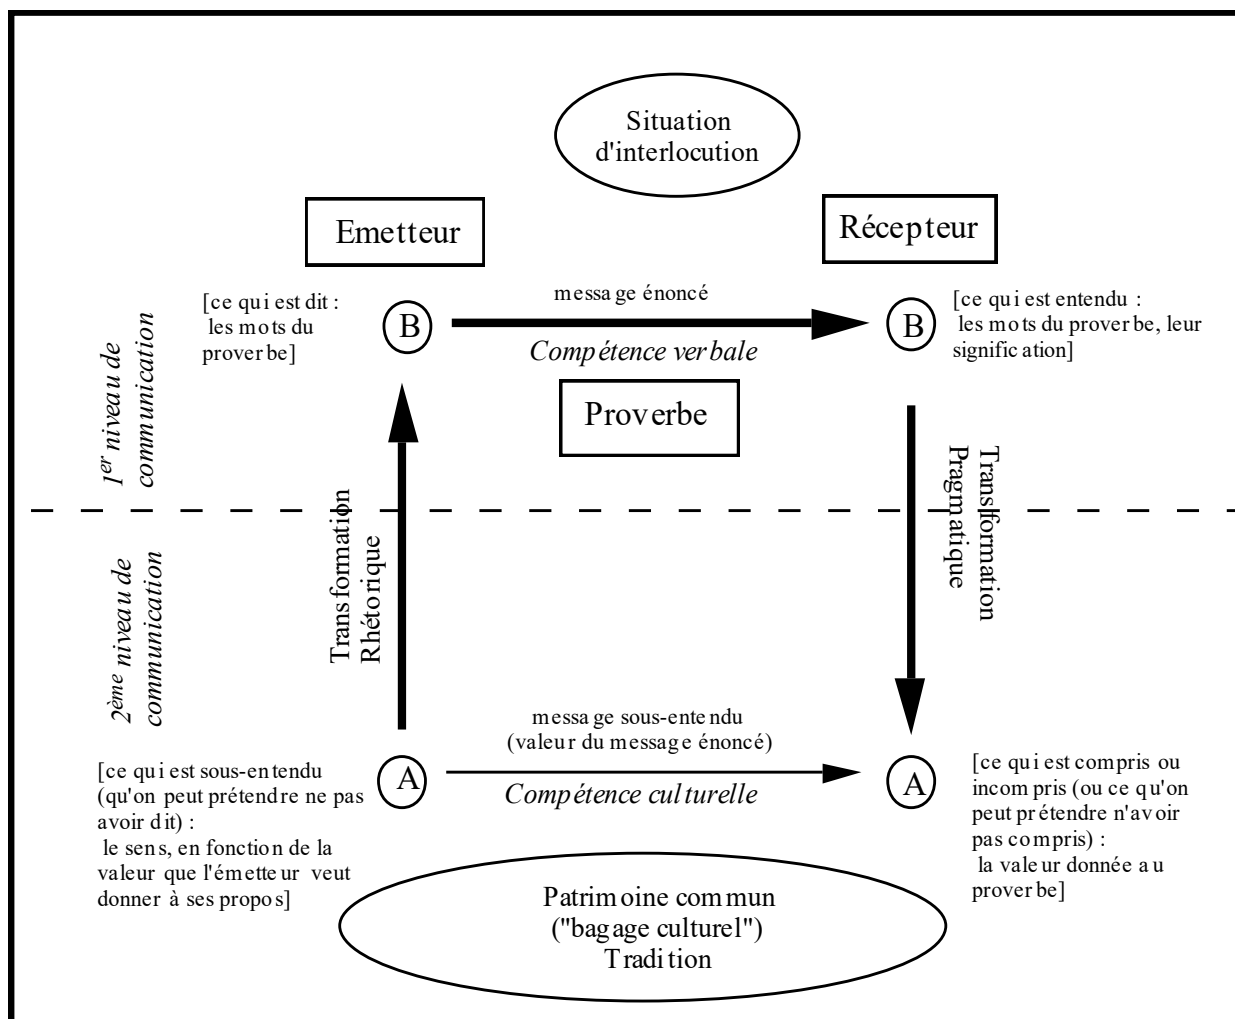 Situation
d'interlocution
Emetteur
Récepteur
[ce qui est dit :
les mots du
proverbe]
B
message énoncé
Compétence verbale
B
[ce qui est entendu :
les mots du proverbe, leur
signification]
Proverbe
1er niveau de
communication
Transformation
Rhétorique
Transformation
Pragmatique
2ème niveau de
communication
[ce qui est sous-entendu
(qu'on peut prétendre ne pas
avoir dit) :
le sens, en fonction de la
valeur que l'émetteur veut
donner à ses propos]
A
message sous-entendu
(valeur du message énoncé)
Compétence culturelle
A
[ce qui est compris ou
incompris (ou ce qu'on
peut prétendre n'avoir
pas compris) :
la valeur donnée au
proverbe]
Patrimoine commun
("bagage culturel")
Tradition